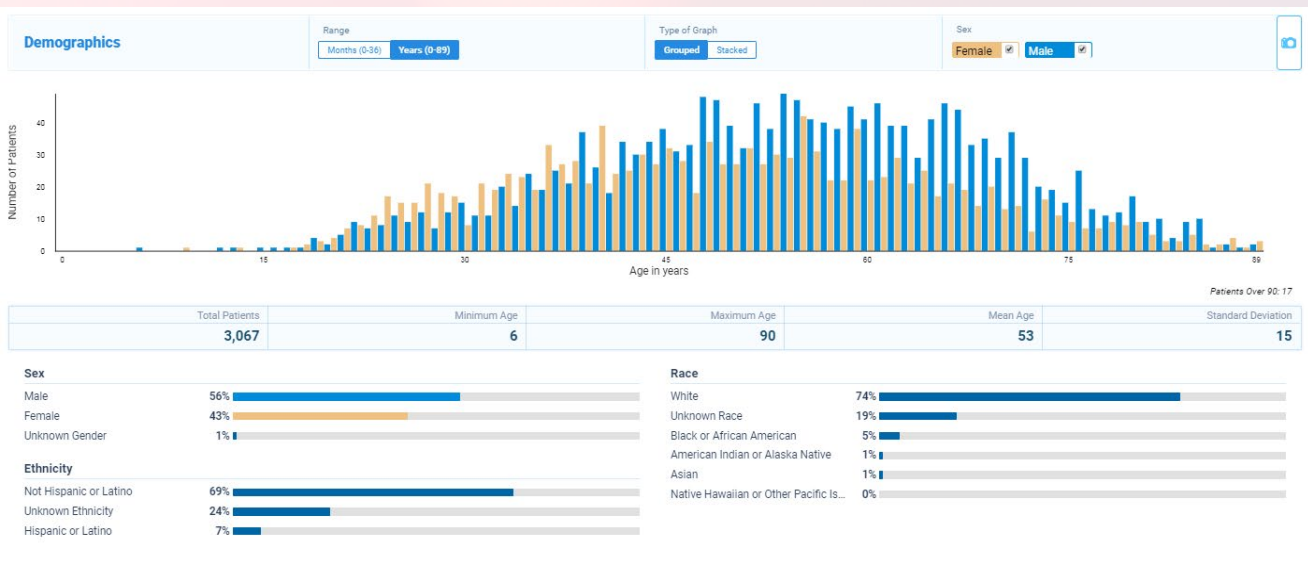 Demographics
Range
Months (0-36) Years (0-89)
Type of Graph
Grouped Stacked
Sex
Female Male
Number of Patients
40
30
20
10
0
0 15 30 45 60 75 89
Age in years
Patients Over 90: 17
Total Patients Minimum Age Maximum Age Mean Age Standard Deviation
3,067 6 90 53 15
Sex
Male 56%
Female 43%
Unknown Gender 1%
Ethnicity
Not Hispanic or Latino 69%
Unknown Ethnicity 24%
Hispanic or Latino 7%
Race
White 74%
Unknown Race 19%
Black or African American 5%
American Indian or Alaska Native 1%
Asian 1%
Native Hawaiian or Other Pacific Is... 0%